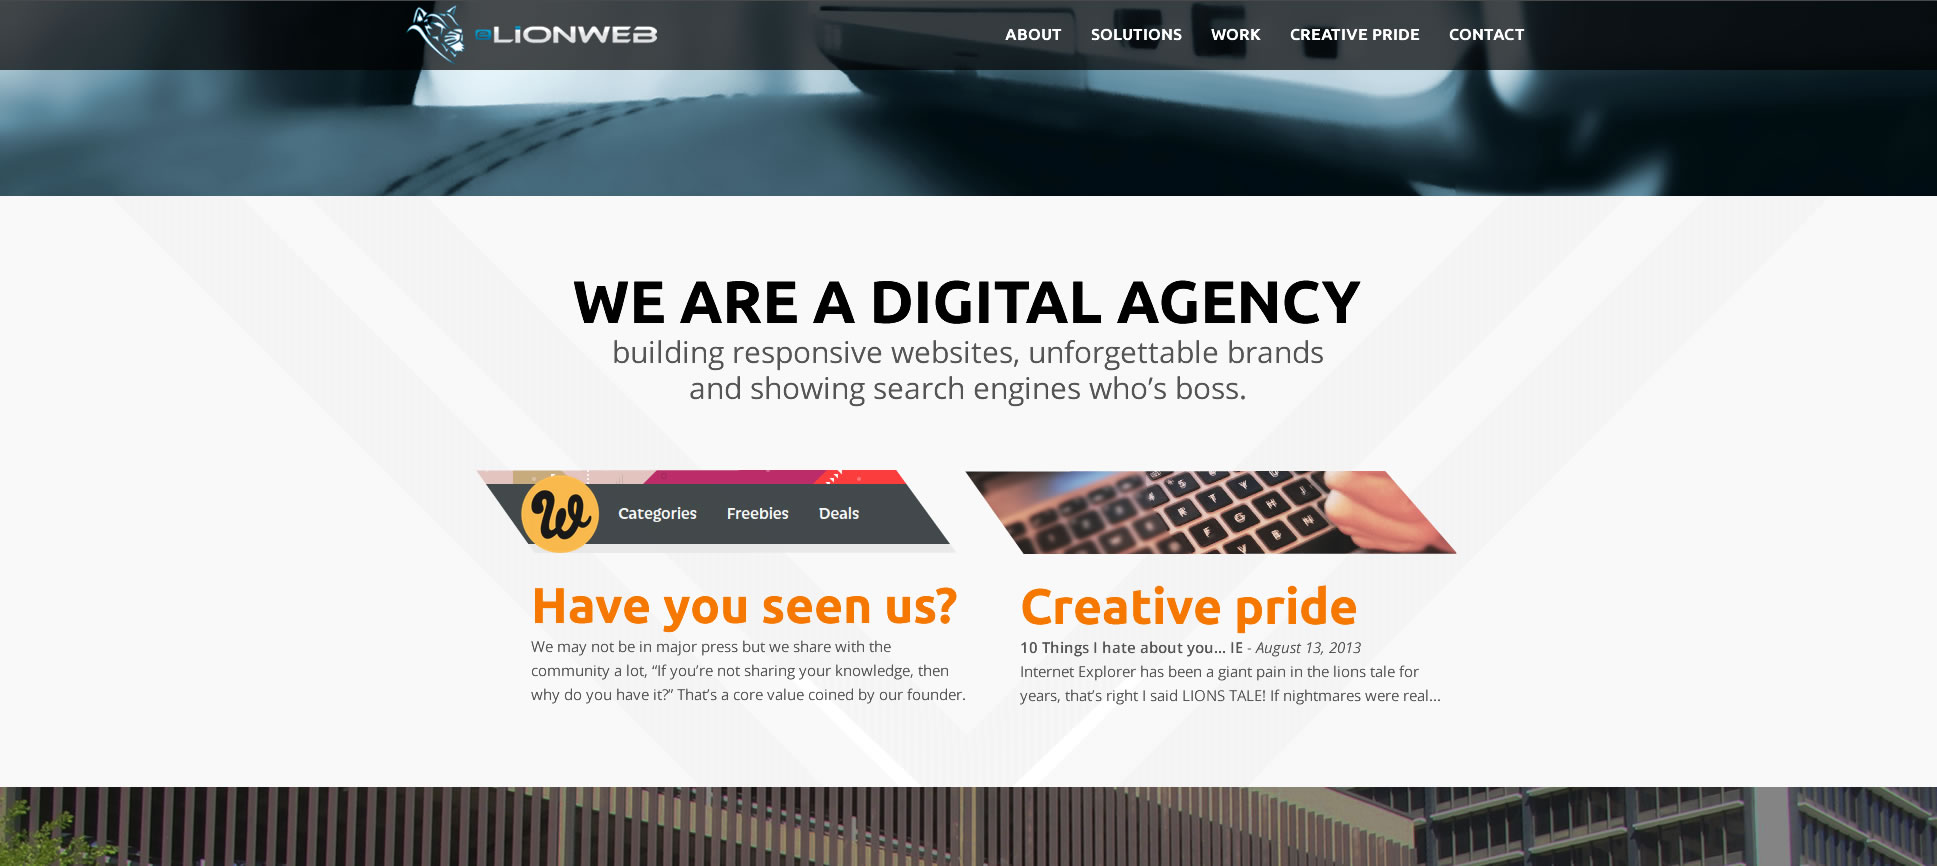 eLiONWEB
ABOUT SOLUTIONS WORK CREATIVE PRIDE CONTACT
WE ARE A DIGITAL AGENCY
building responsive websites, unforgettable brands
and showing search engines who’s boss.
W Categories Freebies Deals
Have you seen us?
We may not be in major press but we share with the
community a lot, “If you’re not sharing your knowledge, then
why do you have it?” That’s a core value coined by our founder.
Creative pride
10 Things I hate about you... IE - August 13, 2013
Internet Explorer has been a giant pain in the lions tale for
years, that’s right I said LIONS TALE! If nightmares were real...